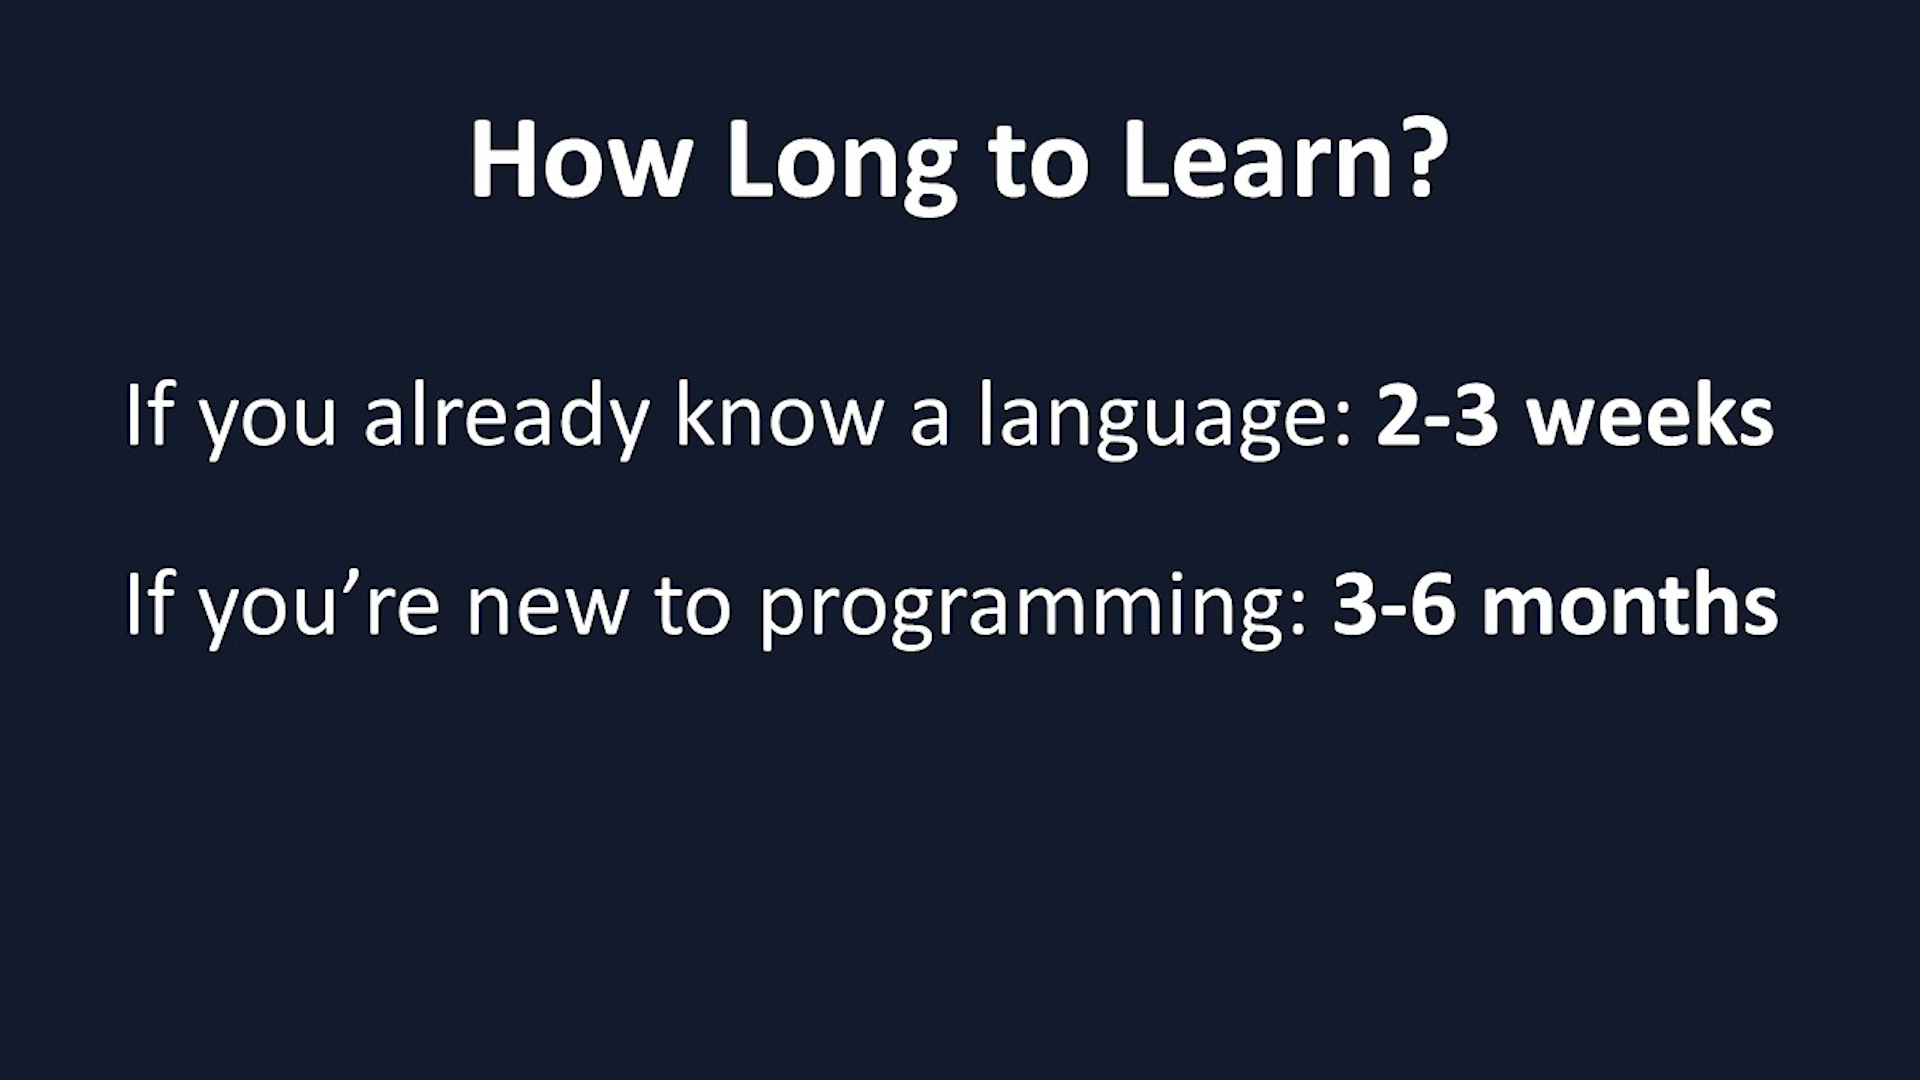 How Long to Learn?
If you already know a language: 2-3 weeks
If you’re new to programming: 3-6 months